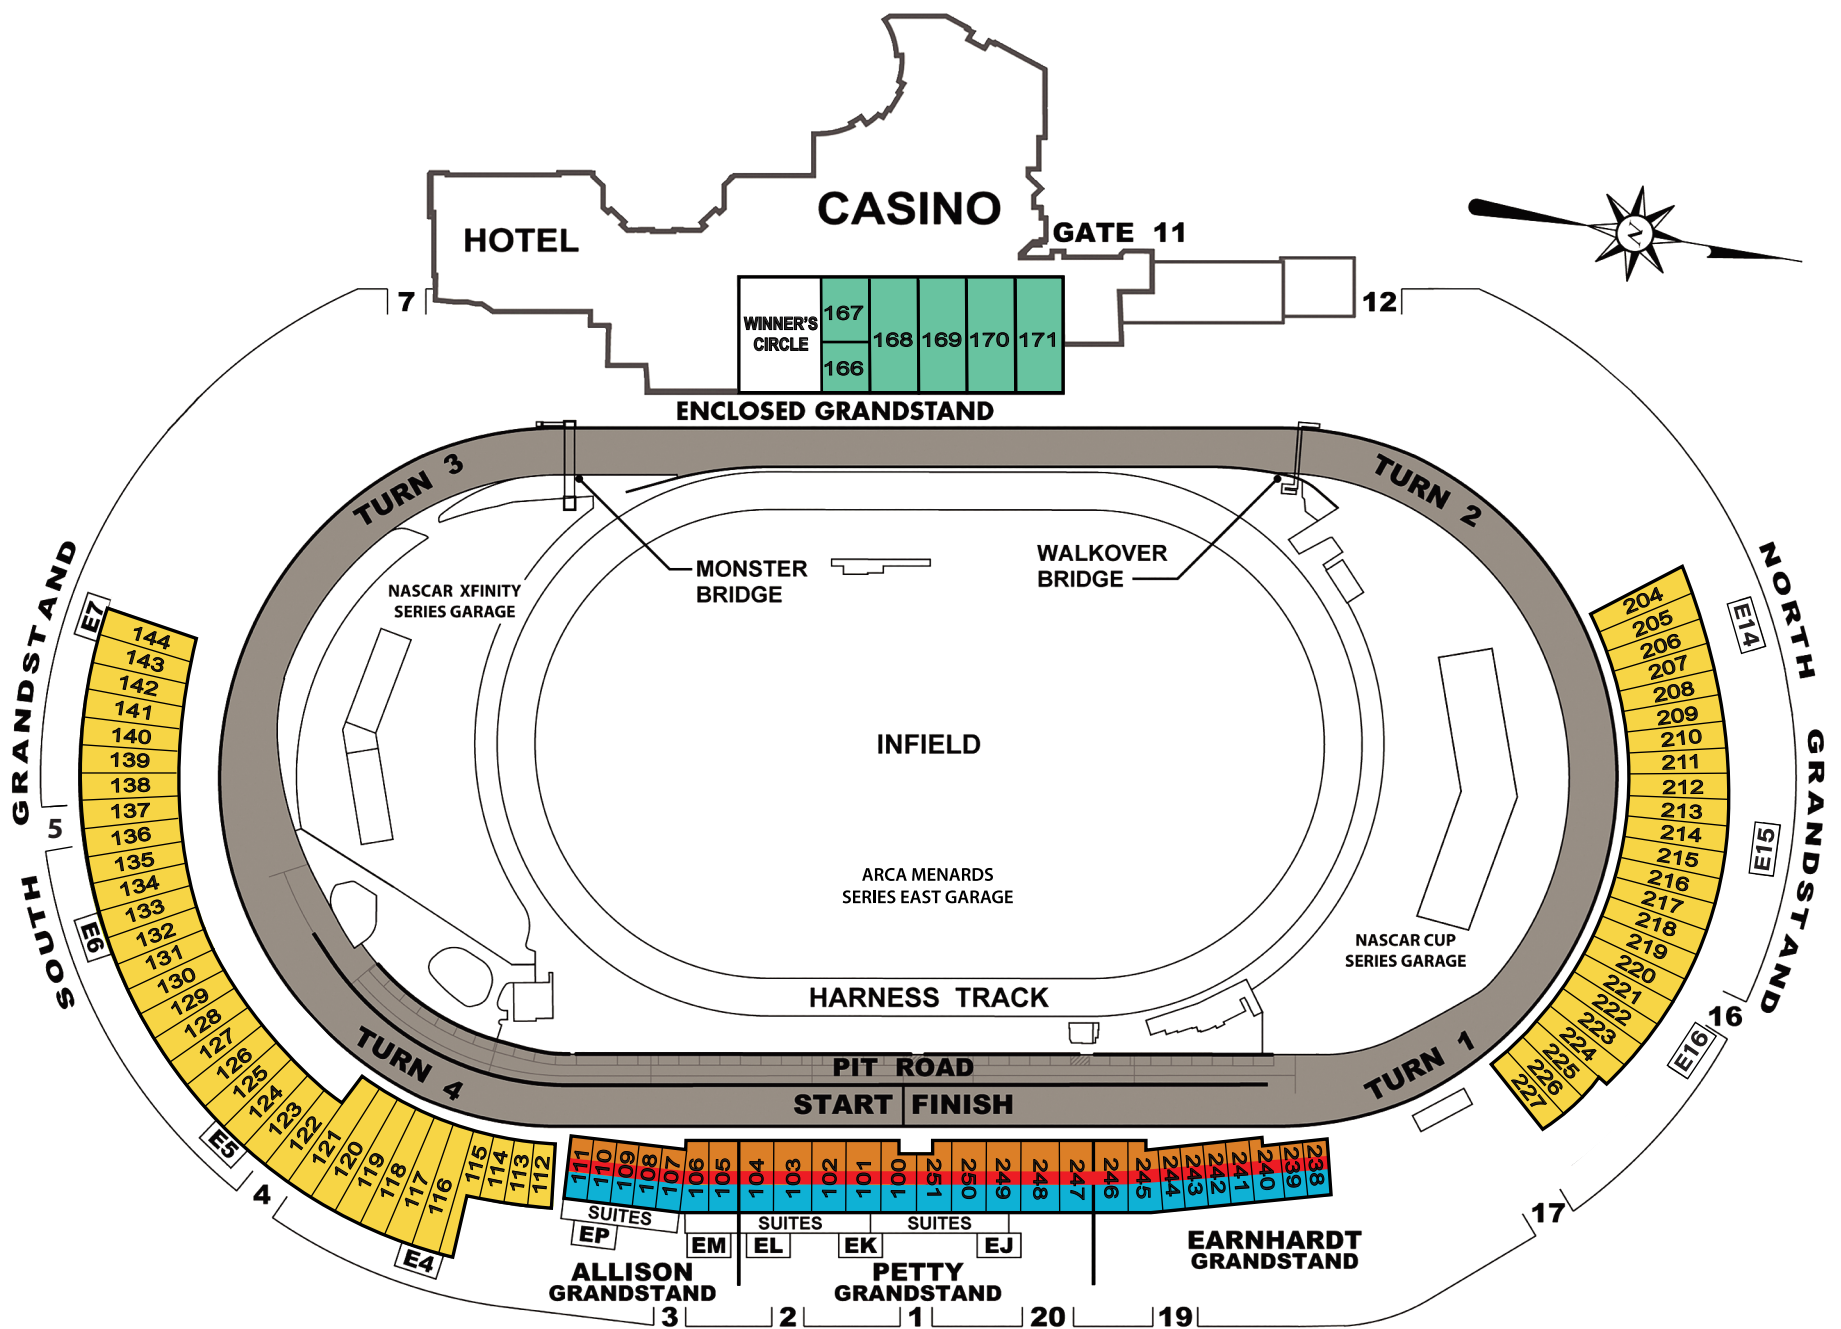 CASINO
HOTEL
GATE 11
N
7
12
WINNER'S
CIRCLE
167
166
168
169
170
171
ENCLOSED GRANDSTAND
TURN 3
TURN 2
MONSTER
BRIDGE
WALKOVER
BRIDGE
NASCAR XFINITY
SERIES GARAGE
INFIELD
ARCA MENARDS
SERIES EAST GARAGE
NASCAR CUP
SERIES GARAGE
HARNESS TRACK
PIT ROAD
START FINISH
TURN 4
TURN 1
SOUTH GRANDSTAND
NORTH GRANDSTAND
E7
144
143
142
141
140
139
138
137
136
135
134
133
132
131
130
129
128
127
126
125
124
123
122
121
120
119
118
117
116
115
114
113
112
5
E6
E5
4
E4
204
205
206
207
208
209
210
211
212
213
214
215
216
217
218
219
220
221
222
223
224
225
226
227
E14
E15
16
E16
17
111
110
109
108
107
106
105
104
103
102
101
100
251
250
249
248
247
246
245
244
243
242
241
240
239
238
SUITES
SUITES
SUITES
EP
EM
EL
EK
EJ
ALLISON
GRANDSTAND
PETTY
GRANDSTAND
EARNHARDT
GRANDSTAND
3
2
1
20
19